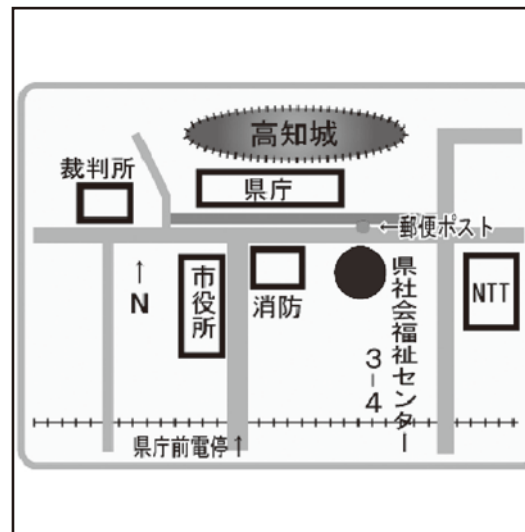 高知城
裁判所
県庁
←郵便ポスト
↑
N
市役所
消防
県社会福祉センター
3-4
NTT
県庁前電停↑